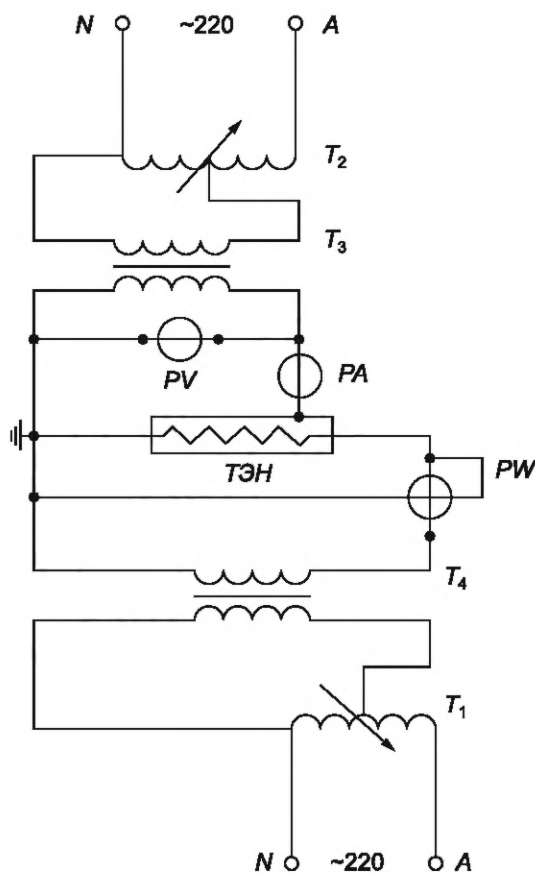 N ~220 A
T₂
T₃
PV
PA
ТЭН
PW
T₄
T₁
N ~220 A